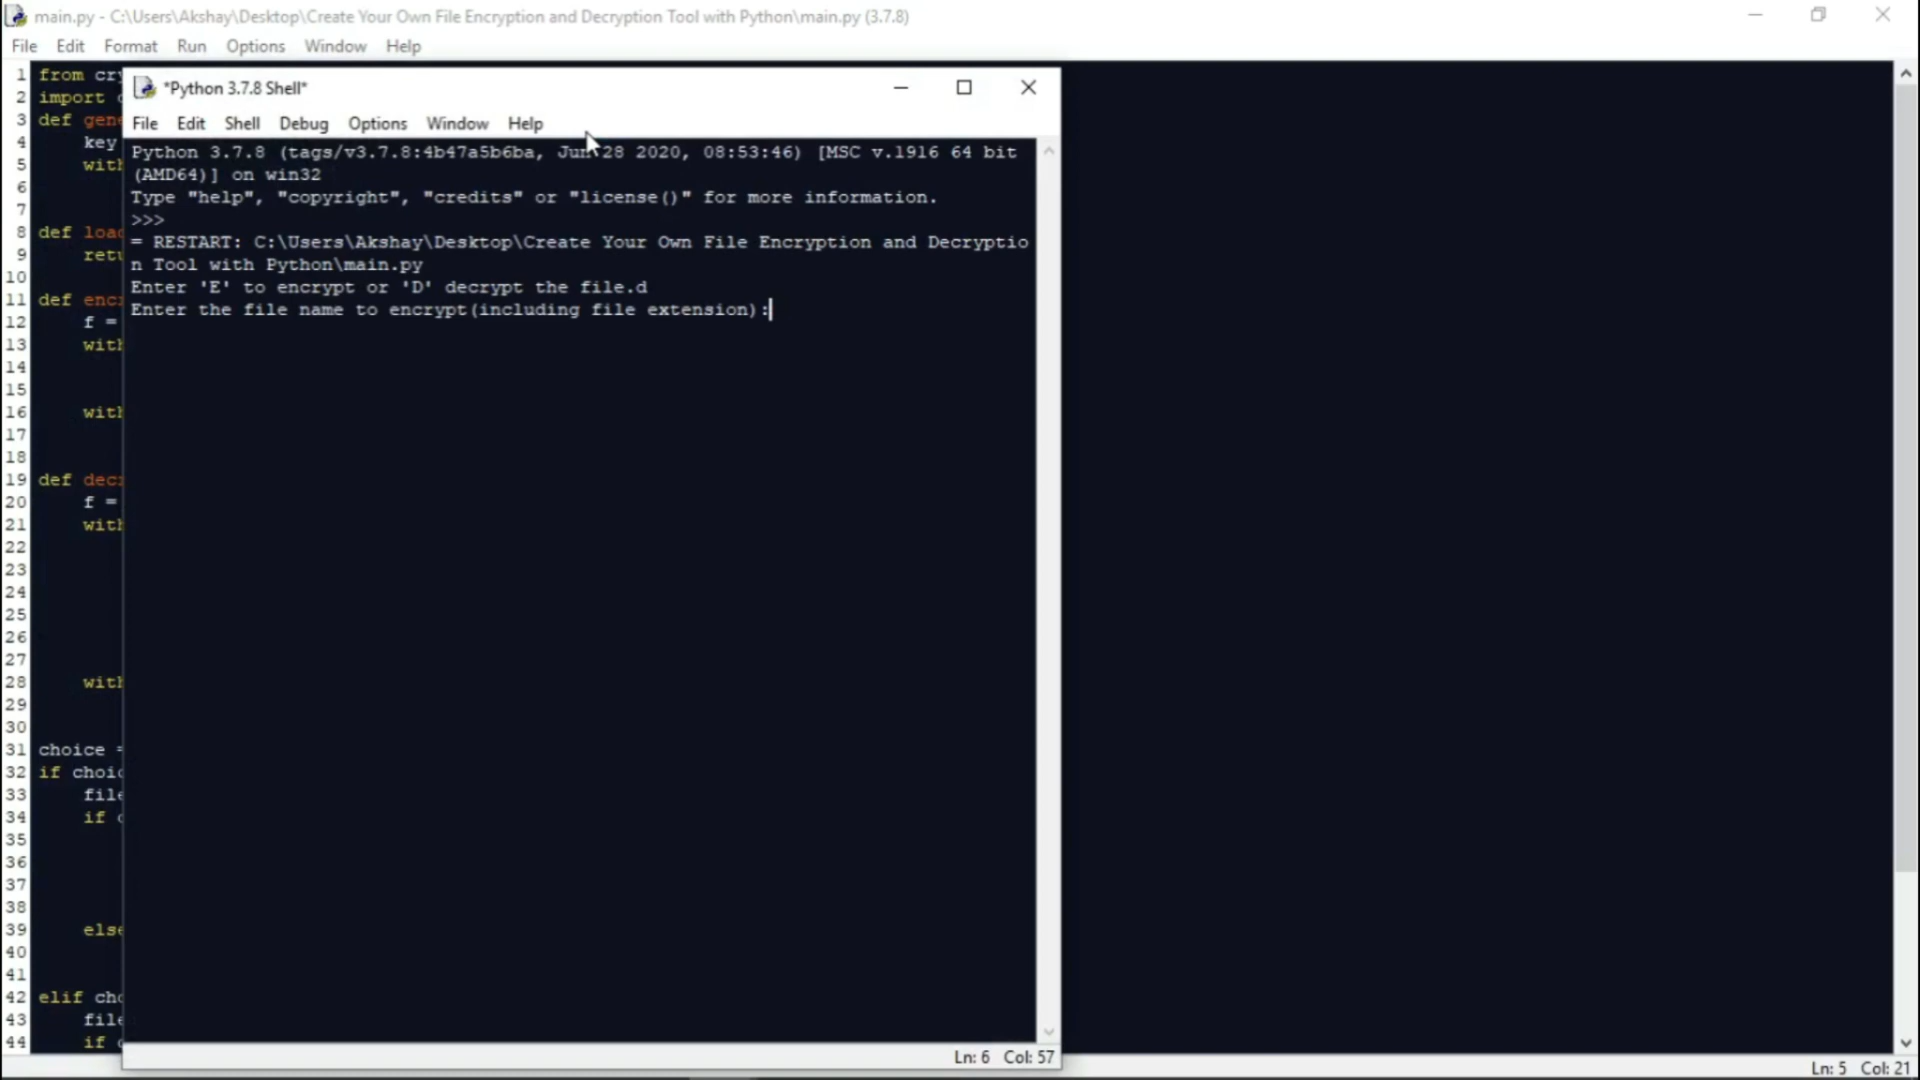 main.py - C:\Users\Akshay\Desktop\Create Your Own File Encryption and Decryption Tool with Python\main.py (3.7.8)
File Edit Format Run Options Window Help
*Python 3.7.8 Shell*
File Edit Shell Debug Options Window Help
Python 3.7.8 (tags/v3.7.8:4b47a5b6ba, Jun 28 2020, 08:53:46) [MSC v.1916 64 bit
(AMD64)] on win32
Type "help", "copyright", "credits" or "license()" for more information.
>>>
= RESTART: C:\Users\Akshay\Desktop\Create Your Own File Encryption and Decryptio
n Tool with Python\main.py
Enter 'E' to encrypt or 'D' decrypt the file.d
Enter the file name to encrypt(including file extension):
Ln: 6 Col: 57
1 from cry
2 import
3 def gene
4 key
5 with
6
7
8 def load
9 retu
10
11 def enc
12 f =
13 with
14
15
16 with
17
18
19 def dec
20 f =
21 with
22
23
24
25
26
27
28 with
29
30
31 choice =
32 if choic
33 file
34 if
35
36
37
38
39 else
40
41
42 elif cho
43 file
44 if
Ln: 5 Col: 21